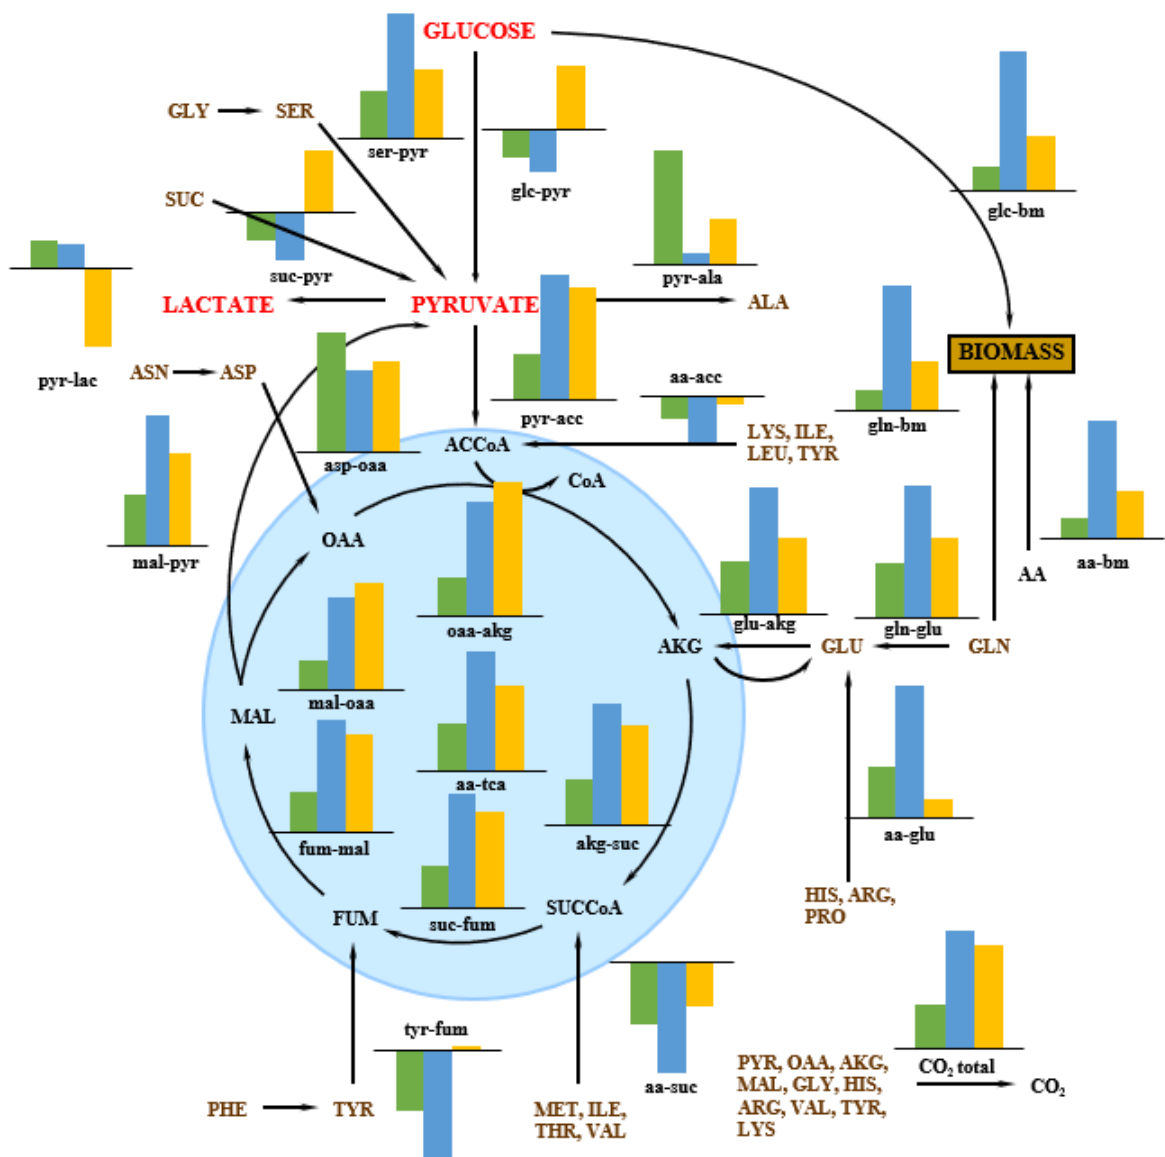 GLUCOSE
GLY
SER
ser-pyr
glc-pyr
SUC
glc-bm
suc-pyr
pyr-ala
LACTATE
PYRUVATE
ALA
BIOMASS
pyr-lac
ASN
ASP
aa-acc
pyr-acc
gln-bm
LYS, ILE,
LEU, TYR
ACCoA
asp-oaa
CoA
OAA
mal-pyr
aa-bm
AA
oaa-akg
glu-akg
gln-glu
AKG
GLU
GLN
mal-oaa
MAL
aa-tca
fum-mal
akg-suc
aa-glu
HIS, ARG,
PRO
SUCCoA
FUM
suc-fum
tyr-fum
aa-suc
PYR, OAA, AKG,
MAL, GLY, HIS,
ARG, VAL, TYR,
LYS
CO₂ total
CO₂
PHE
TYR
MET, ILE,
THR, VAL